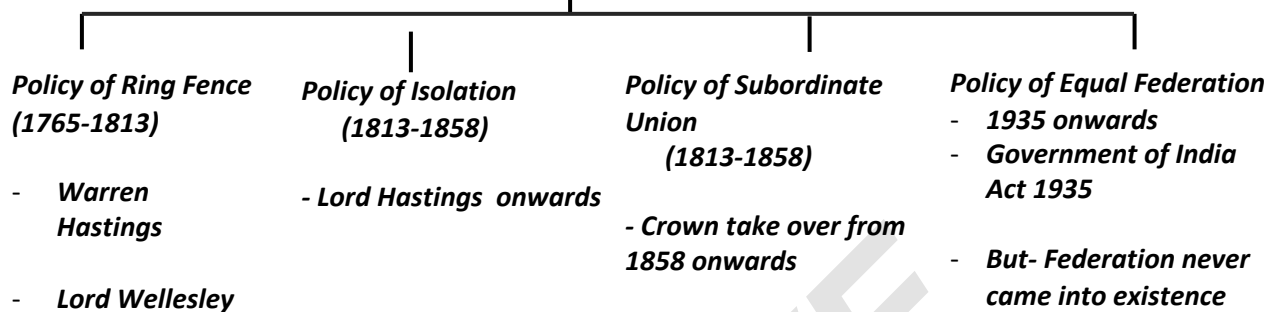 Policy of Ring Fence
(1765-1813)
- Warren
Hastings
- Lord Wellesley
Policy of Isolation
(1813-1858)
- Lord Hastings onwards
Policy of Subordinate
Union
(1813-1858)
- Crown take over from
1858 onwards
Policy of Equal Federation
- 1935 onwards
- Government of India
Act 1935
- But- Federation never
came into existence